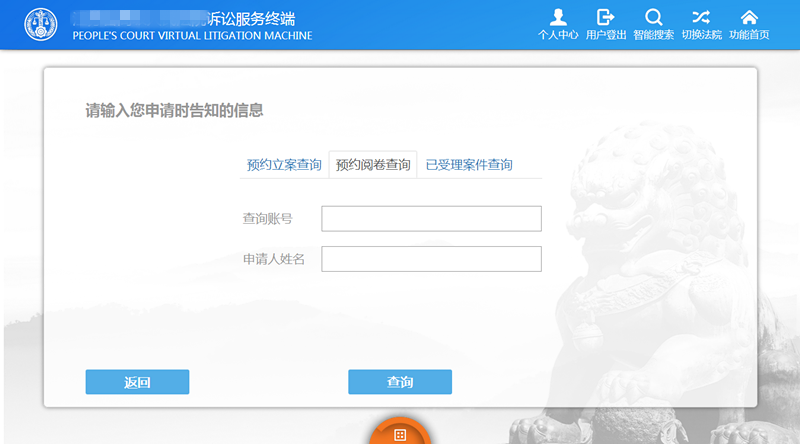 诉讼服务终端
PEOPLE'S COURT VIRTUAL LITIGATION MACHINE
个人中心 用户登出 智能搜索 切换法院 功能首页
请输入您申请时告知的信息
预约立案查询 预约阅卷查询 已受理案件查询
查询账号
申请人姓名
返回 查询